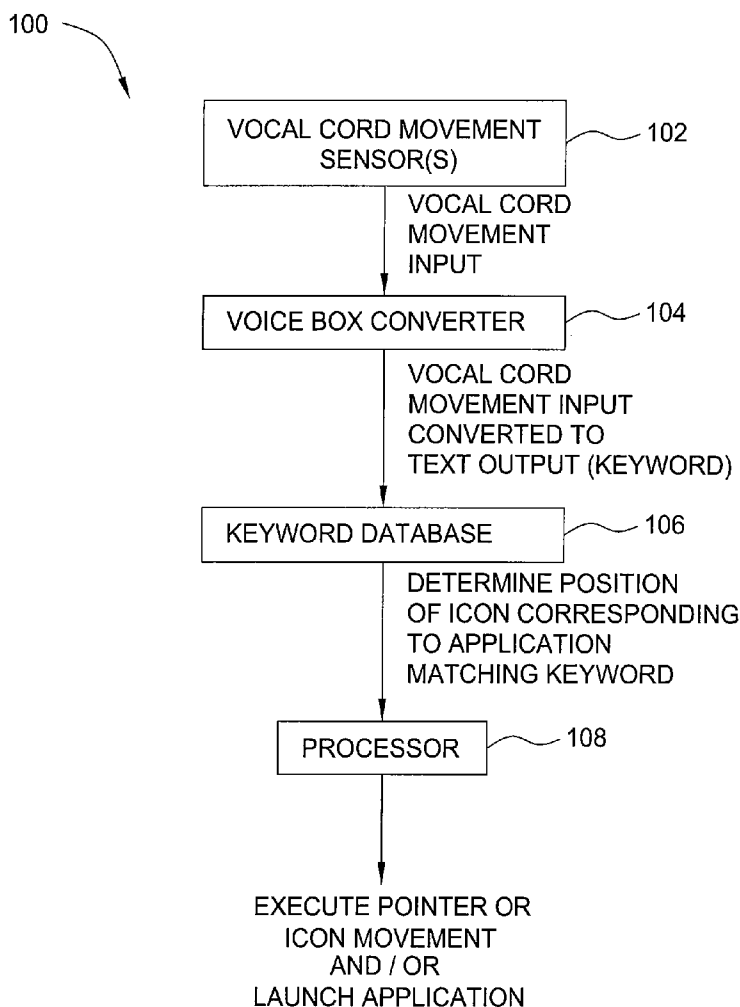 100
VOCAL CORD MOVEMENT
SENSOR(S)
102
VOCAL CORD
MOVEMENT
INPUT
VOICE BOX CONVERTER
104
VOCAL CORD
MOVEMENT INPUT
CONVERTED TO
TEXT OUTPUT (KEYWORD)
KEYWORD DATABASE
106
DETERMINE POSITION
OF ICON CORRESPONDING
TO APPLICATION
MATCHING KEYWORD
PROCESSOR
108
EXECUTE POINTER OR
ICON MOVEMENT
AND / OR
LAUNCH APPLICATION